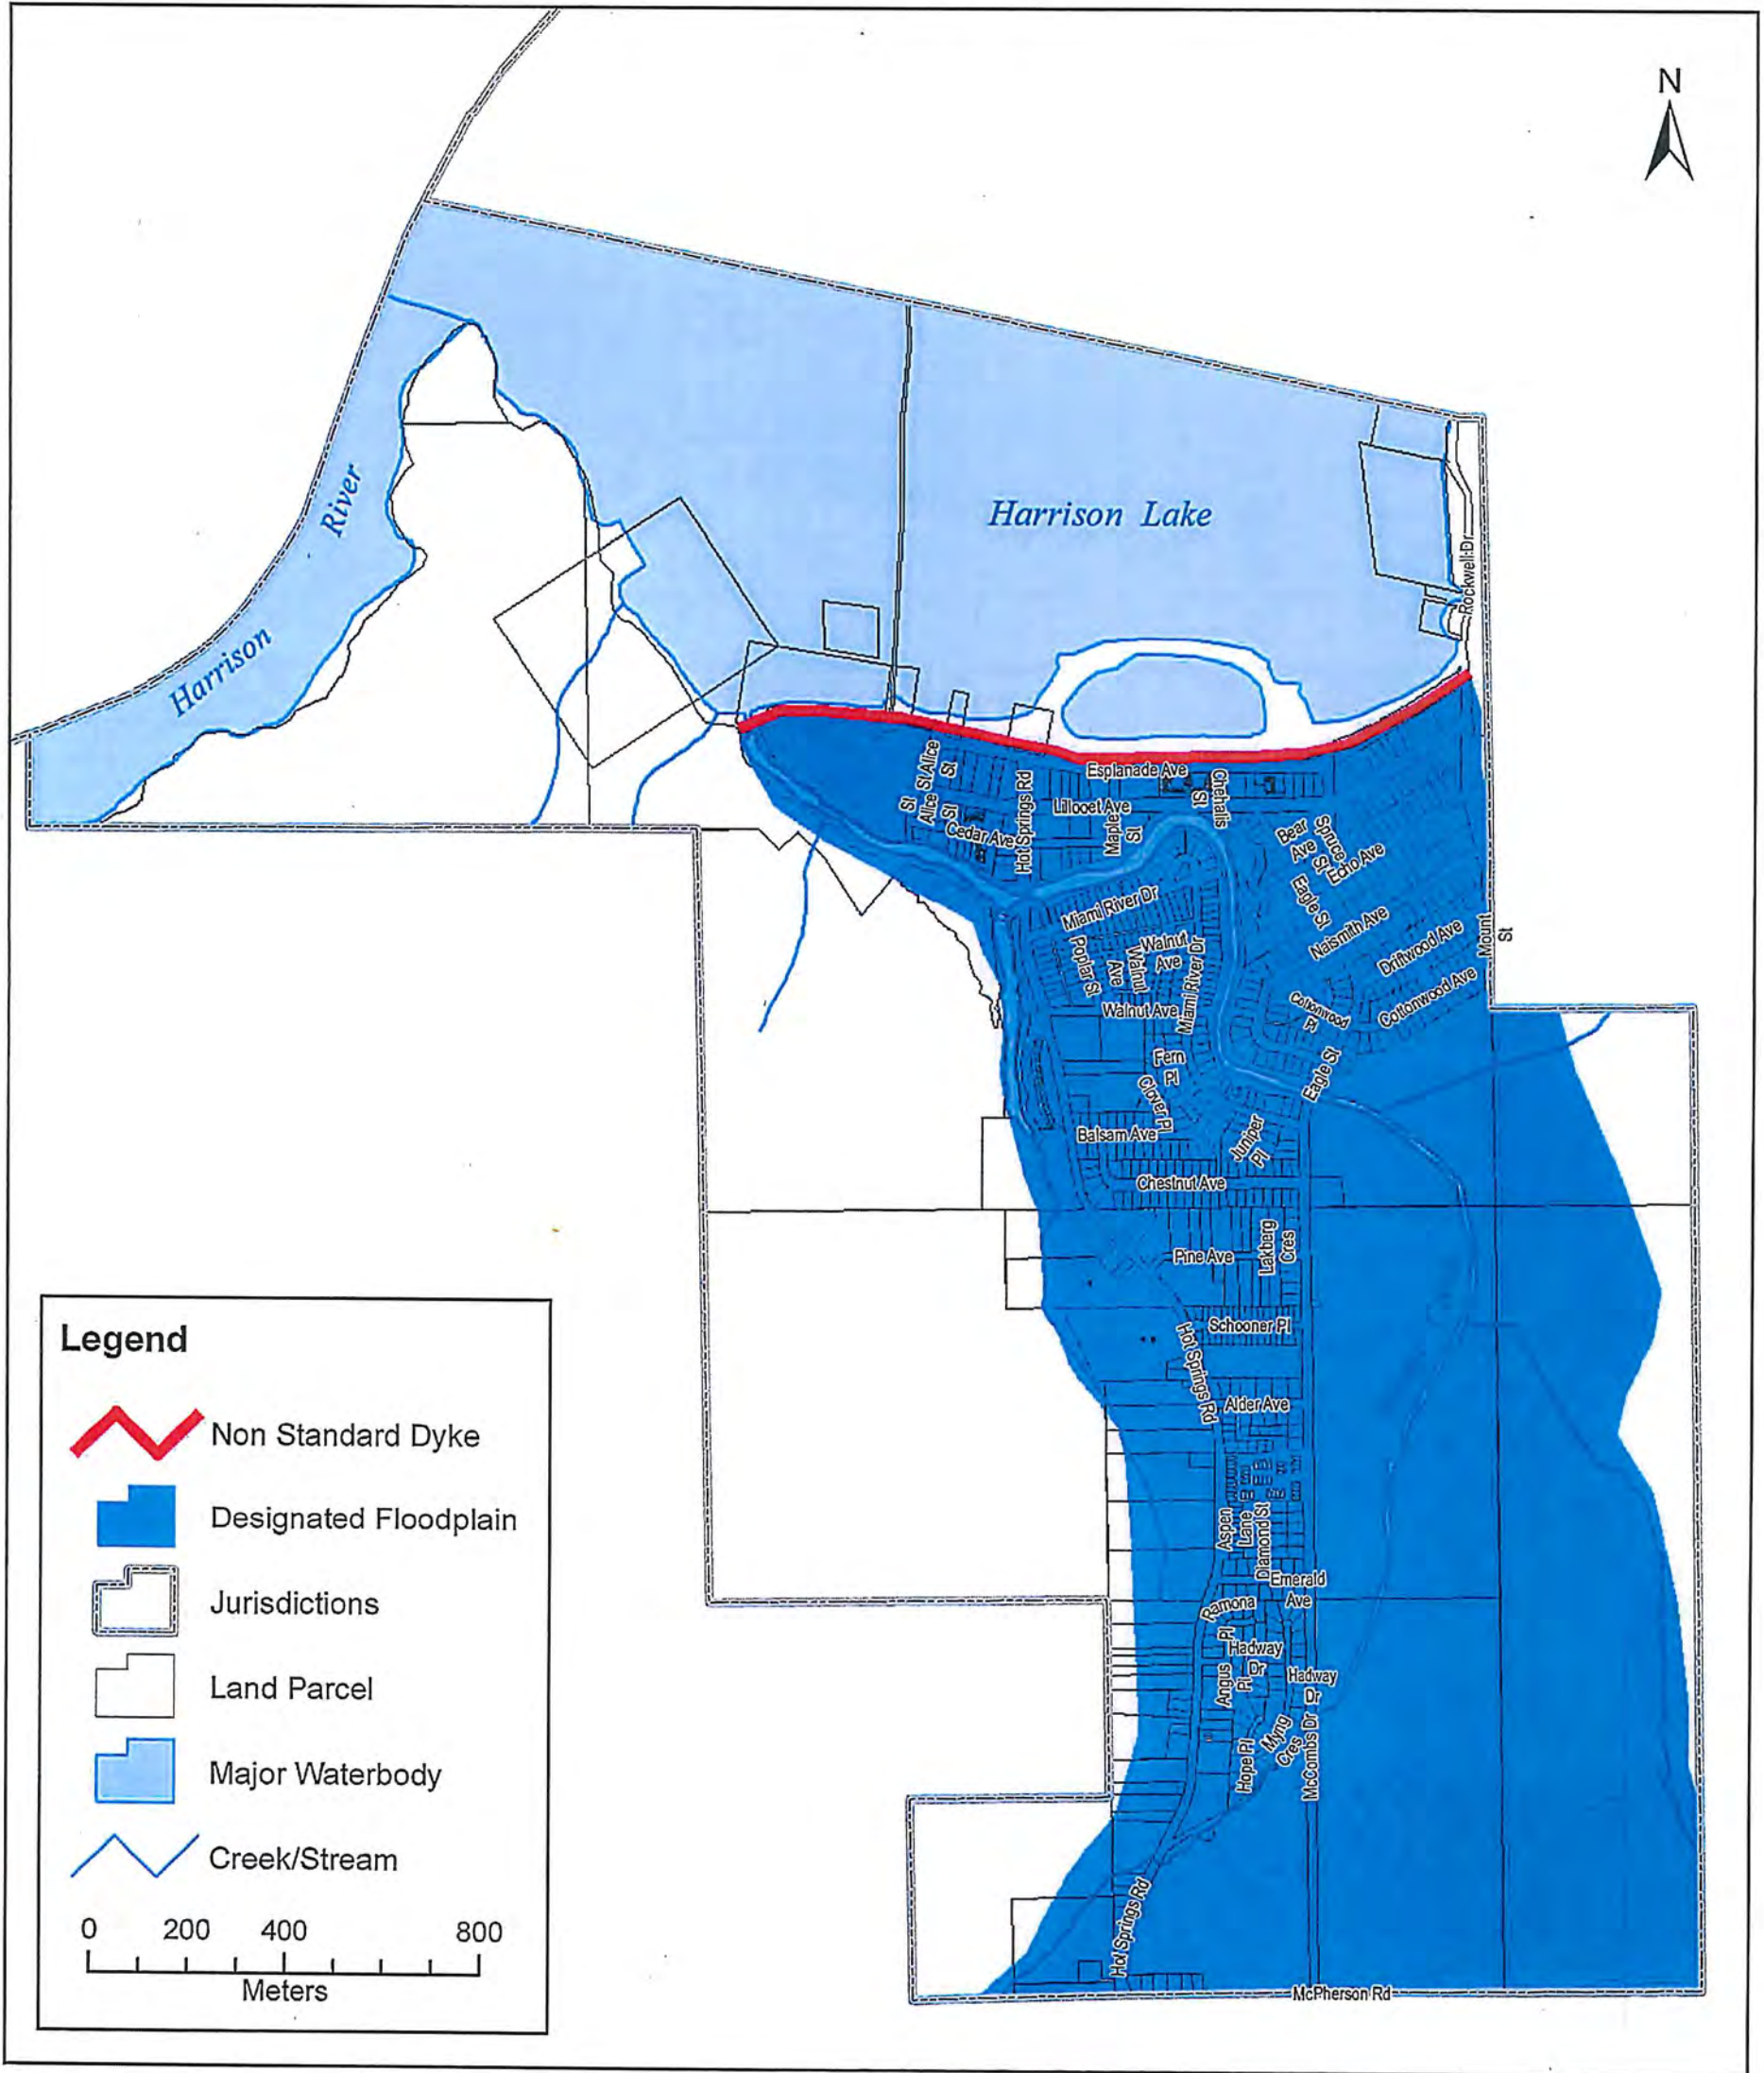 N
Harrison Lake
River
Harrison
Rockwell Dr
Esplanade Ave
Alice
St
Alice
St
Alice
St
St
Cedar Ave
Hot Springs Rd
Lillooet Ave
Maple
St
Chehalis
St
Bear
Ave
Spruce
St
Echo Ave
Eagle St
Naismith Ave
Driftwood Ave
Cottonwood Ave
Cottonwood
Pl
Mount
St
Miami River Dr
Poplar St
Walnut
Ave
Walnut
Ave
Miami River Dr
Walnut Ave
Fern
Pl
Clover Pl
Eagle St
Balsam Ave
Juniper
Pl
Chestnut Ave
Pine Ave
Lakberg
Cres
Schooner Pl
Hot Springs Rd
Alder Ave
Aspen
Lane
Diamond St
Emerald
Ave
Ramona
Pl
Hadway
Dr
Angus
Pl
Hadway
Dr
Myng
Cres
Hope Pl
McCombs Dr
Hot Springs Rd
McPherson Rd
Legend
Non Standard Dyke
Designated Floodplain
Jurisdictions
Land Parcel
Major Waterbody
Creek/Stream
0 200 400 800
Meters